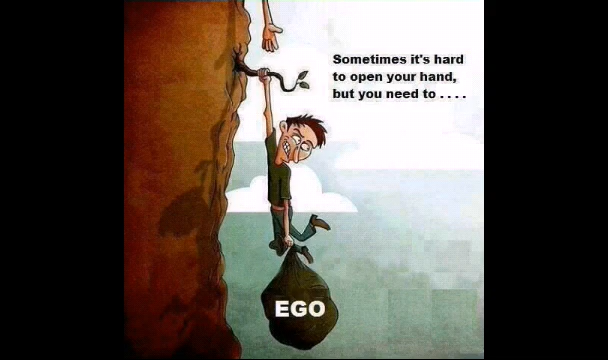 Sometimes it's hard
to open your hand,
but you need to . . . .
EGO